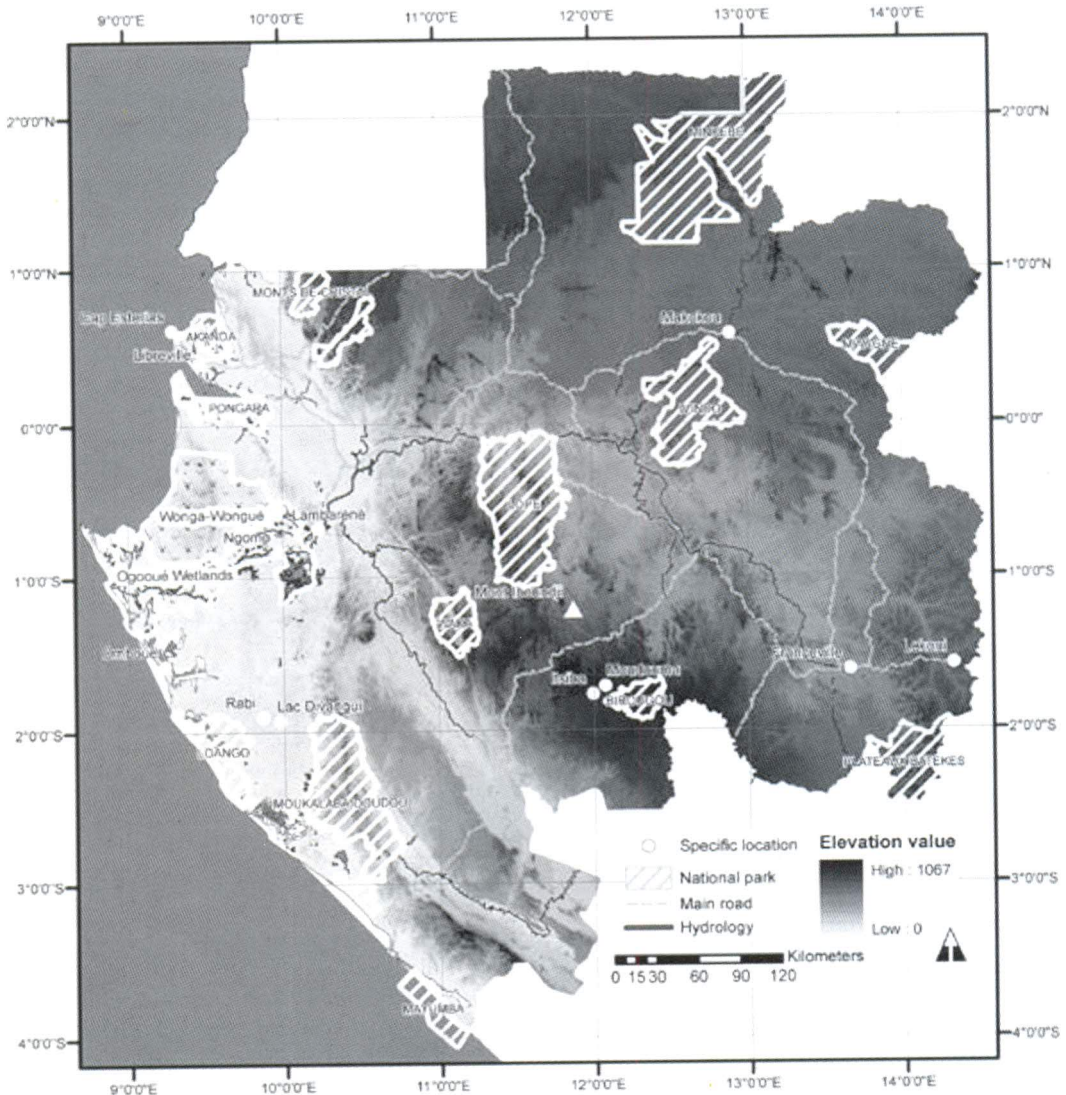 9°0'0"E 10°0'0"E 11°0'0"E 12°0'0"E 13°0'0"E 14°0'0"E
2°0'0"N 2°0'0"N
MINKEBE
1°0'0"N 1°0'0"N
MONTS DE CRISTAL
Cap Esterias
AKANDA
Makokou
Libreville
PONGARA
0°0'0" 0°0'0"
LOPE
Wonga-Wongué
Lambaréné
Ngomo
Ogooué Wetlands
1°0'0"S 1°0'0"S
Franceville
Rabi
Lac Divangui
2°0'0"S 2°0'0"S
PLATEAUX BATEKES
MOUKALABA DOUDOU
Specific location
National park
Main road
Hydrology
Elevation value
High : 1067
Low : 0
3°0'0"S 3°0'0"S
Kilometers
0 15 30 60 90 120
MAYUMBA
4°0'0"S 4°0'0"S
9°0'0"E 10°0'0"E 11°0'0"E 12°0'0"E 13°0'0"E 14°0'0"E